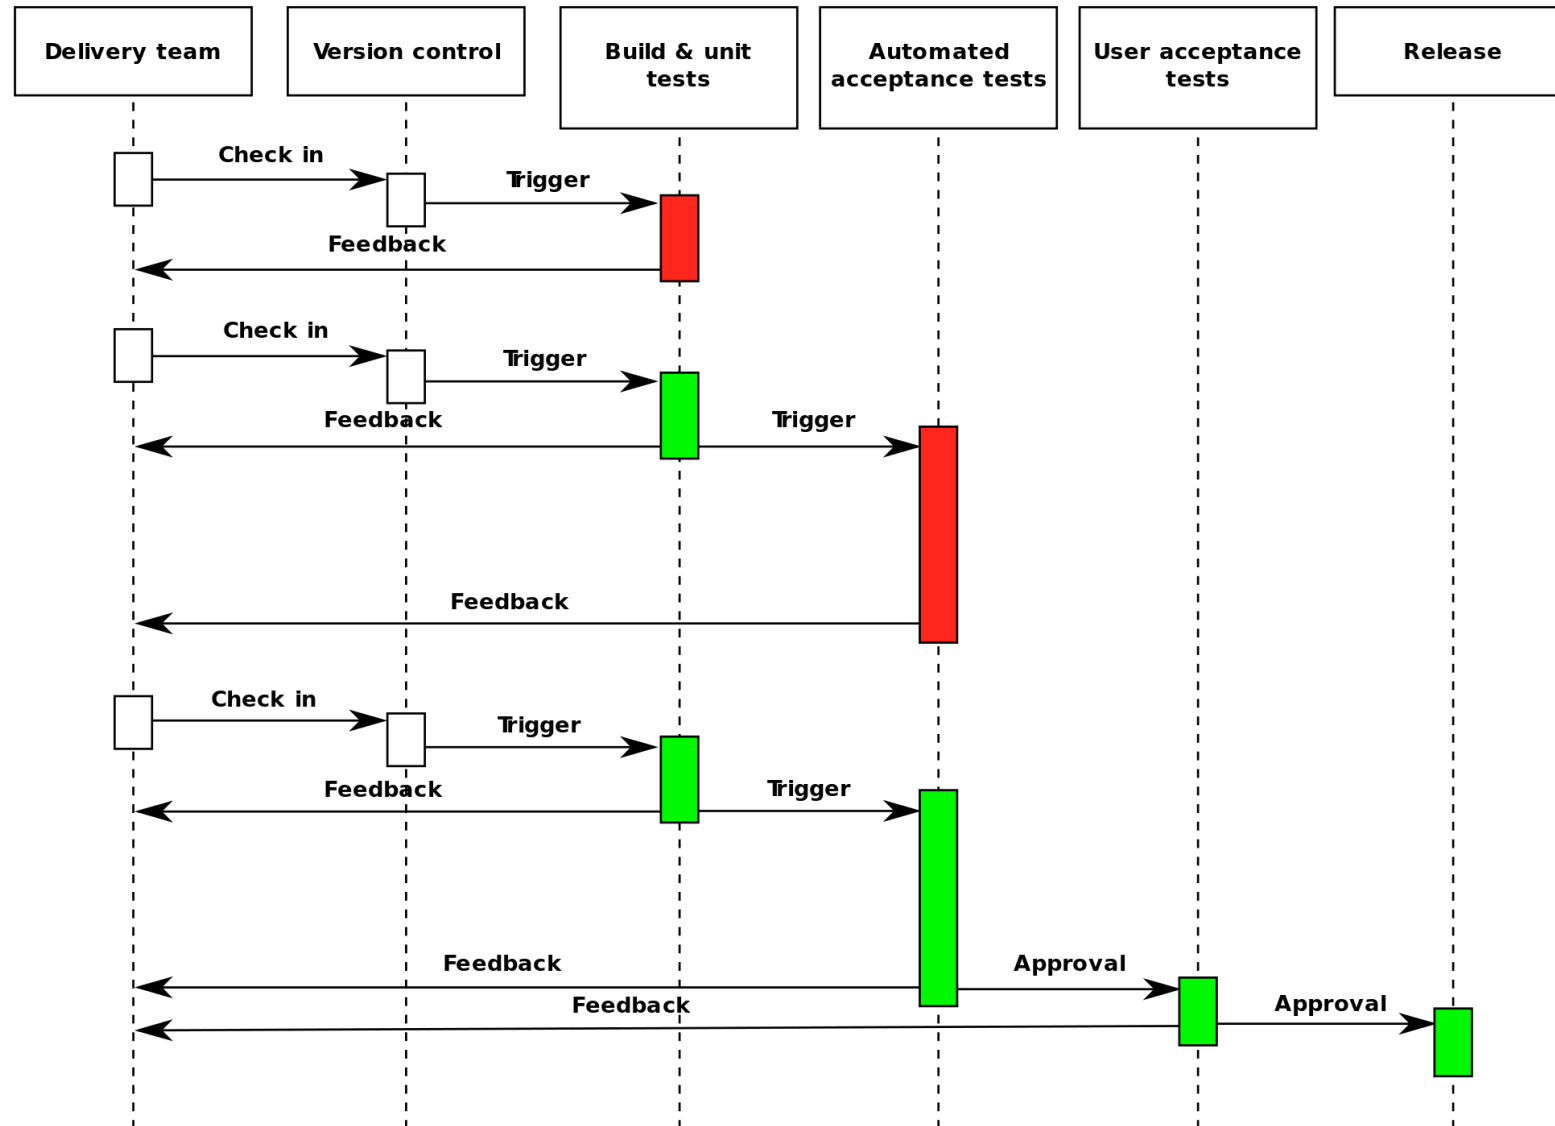 Delivery team
Version control
Build & unit
tests
Automated
acceptance tests
User acceptance
tests
Release
Check in
Trigger
Feedback
Check in
Trigger
Feedback
Trigger
Feedback
Check in
Trigger
Feedback
Trigger
Feedback
Approval
Feedback
Approval